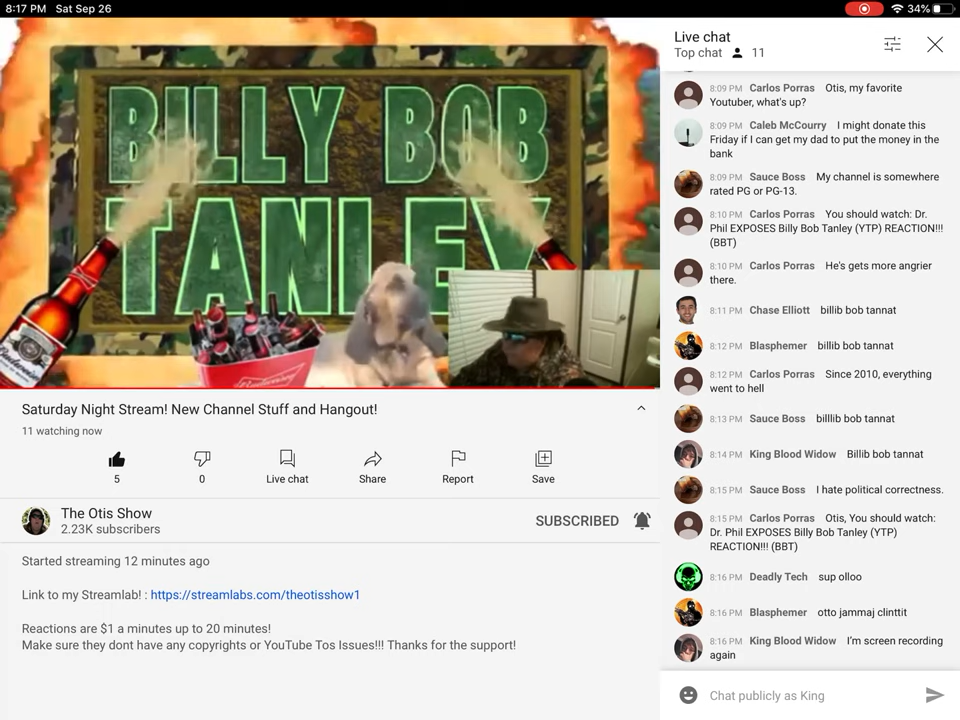 8:17 PM Sat Sep 26
34%
BILLY BOB
TANLEY
Budweiser
Saturday Night Stream! New Channel Stuff and Hangout!
11 watching now
5
0
Live chat
Share
Report
Save
The Otis Show
2.23K subscribers
SUBSCRIBED
Started streaming 12 minutes ago
Link to my Streamlab! : https://streamlabs.com/theotisshow1
Reactions are $1 a minutes up to 20 minutes!
Make sure they dont have any copyrights or YouTube Tos Issues!!! Thanks for the support!
Live chat
Top chat 11
8:09 PM Carlos Porras Otis, my favorite
Youtuber, what's up?
8:09 PM Caleb McCourry I might donate this
Friday if I can get my dad to put the money in the
bank
8:09 PM Sauce Boss My channel is somewhere
rated PG or PG-13.
8:10 PM Carlos Porras You should watch: Dr.
Phil EXPOSES Billy Bob Tanley (YTP) REACTION!!!
(BBT)
8:10 PM Carlos Porras He's gets more angrier
there.
8:11 PM Chase Elliott billib bob tannat
8:12 PM Blasphemer billib bob tannat
8:12 PM Carlos Porras Since 2010, everything
went to hell
8:13 PM Sauce Boss billlib bob tannat
8:14 PM King Blood Widow Billib bob tannat
8:15 PM Sauce Boss I hate political correctness.
8:15 PM Carlos Porras Otis, You should watch:
Dr. Phil EXPOSES Billy Bob Tanley (YTP)
REACTION!!! (BBT)
8:16 PM Deadly Tech sup olloo
8:16 PM Blasphemer otto jammaj clinttit
8:16 PM King Blood Widow I'm screen recording
again
Chat publicly as King